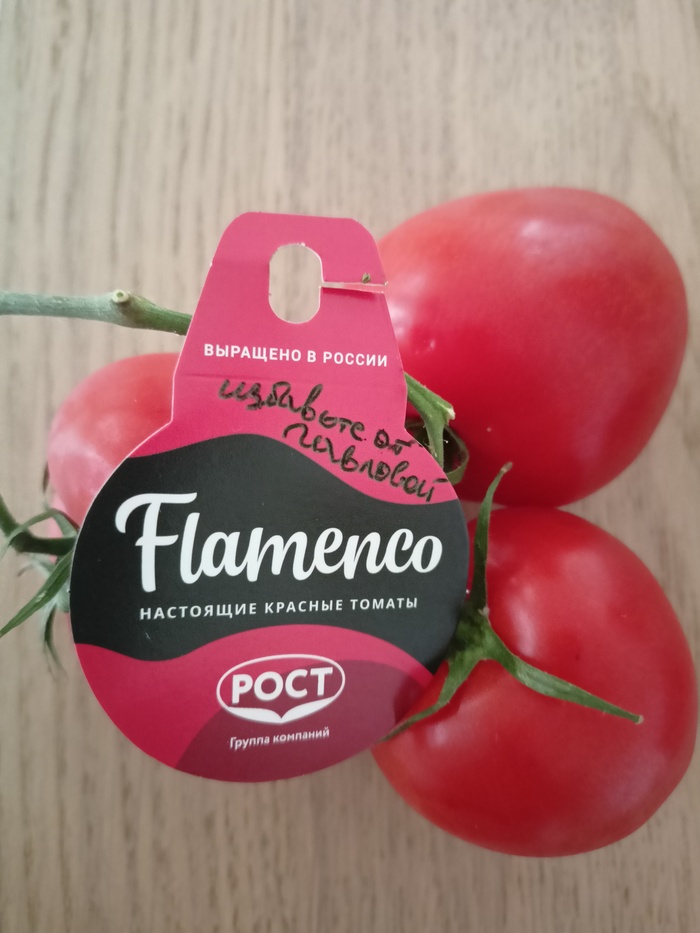 ВЫРАЩЕНО В РОССИИ
избавьте от
Павловой
Flamenco
НАСТОЯЩИЕ КРАСНЫЕ ТОМАТЫ
РОСТ
Группа компаний